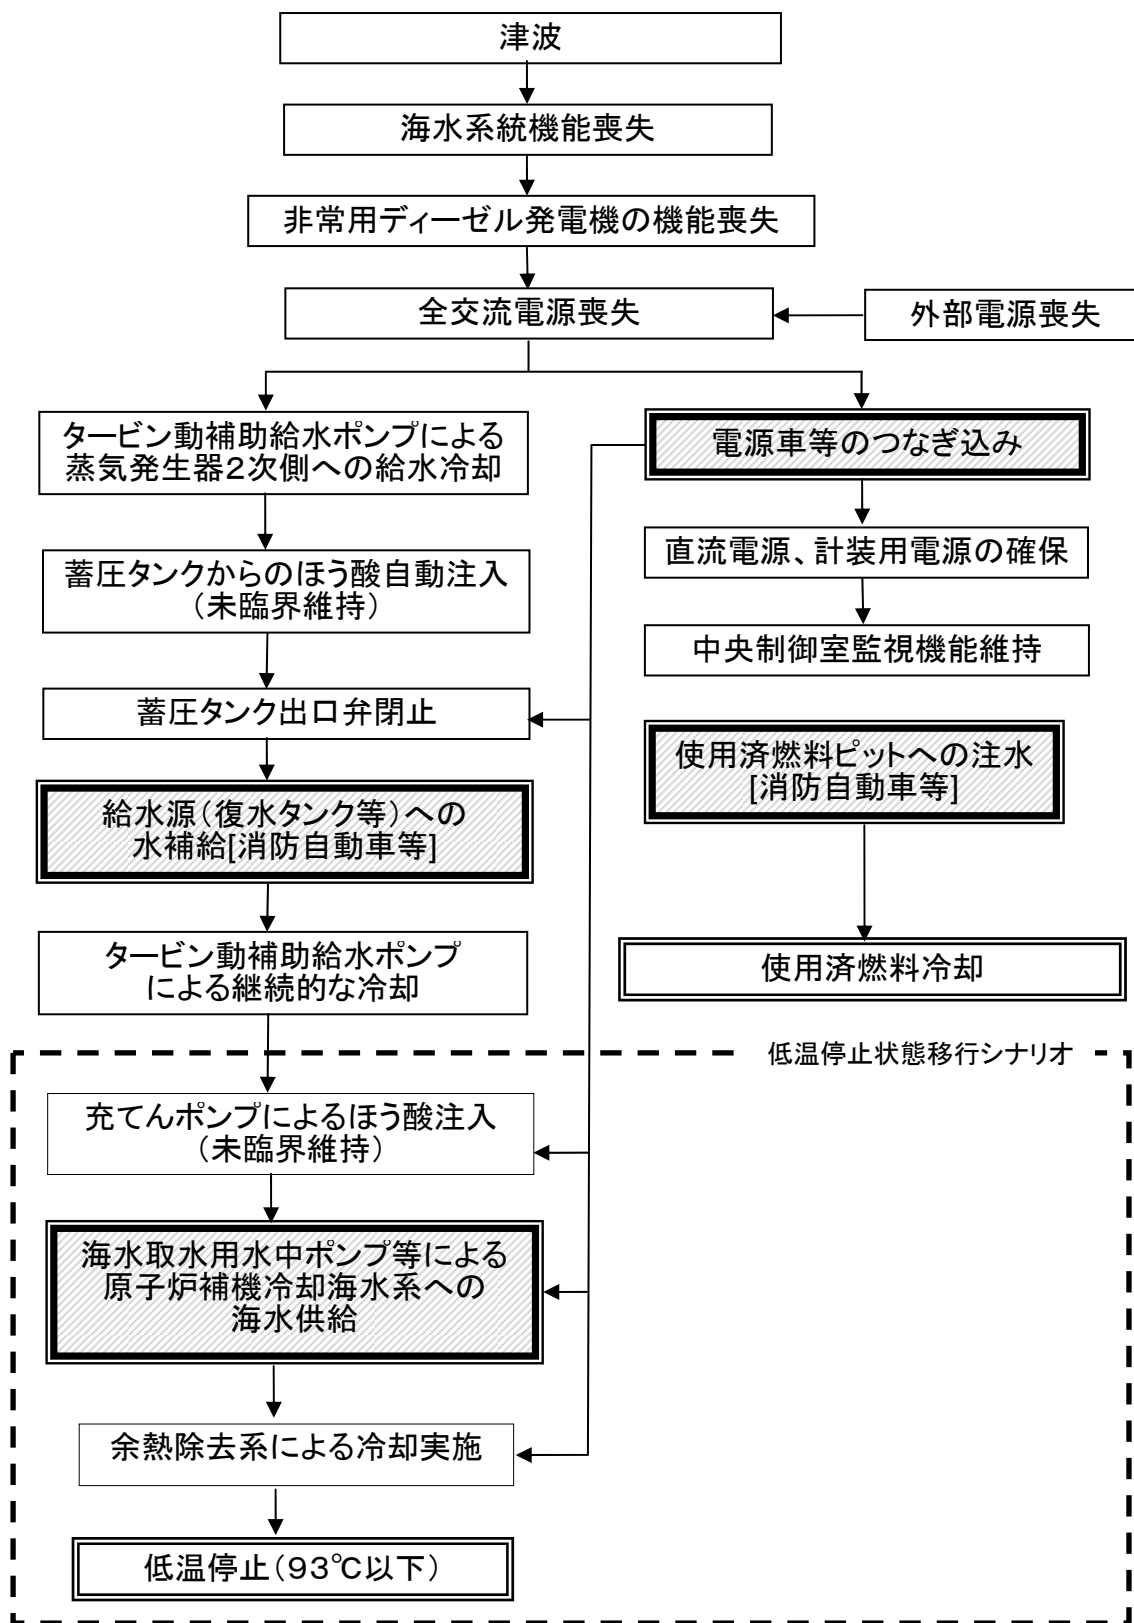 津波
海水系統機能喪失
非常用ディーゼル発電機の機能喪失
全交流電源喪失
外部電源喪失
タービン動補助給水ポンプによる
蒸気発生器2次側への給水冷却
電源車等のつなぎ込み
直流電源、計装用電源の確保
蓄圧タンクからのほう酸自動注入
（未臨界維持）
中央制御室監視機能維持
蓄圧タンク出口弁閉止
使用済燃料ピットへの注水
[消防自動車等]
給水源（復水タンク等）への
水補給[消防自動車等]
タービン動補助給水ポンプ
による継続的な冷却
使用済燃料冷却
低温停止状態移行シナリオ
充てんポンプによるほう酸注入
（未臨界維持）
海水取水用水中ポンプ等による
原子炉補機冷却海水系への
海水供給
余熱除去系による冷却実施
低温停止（93℃以下）